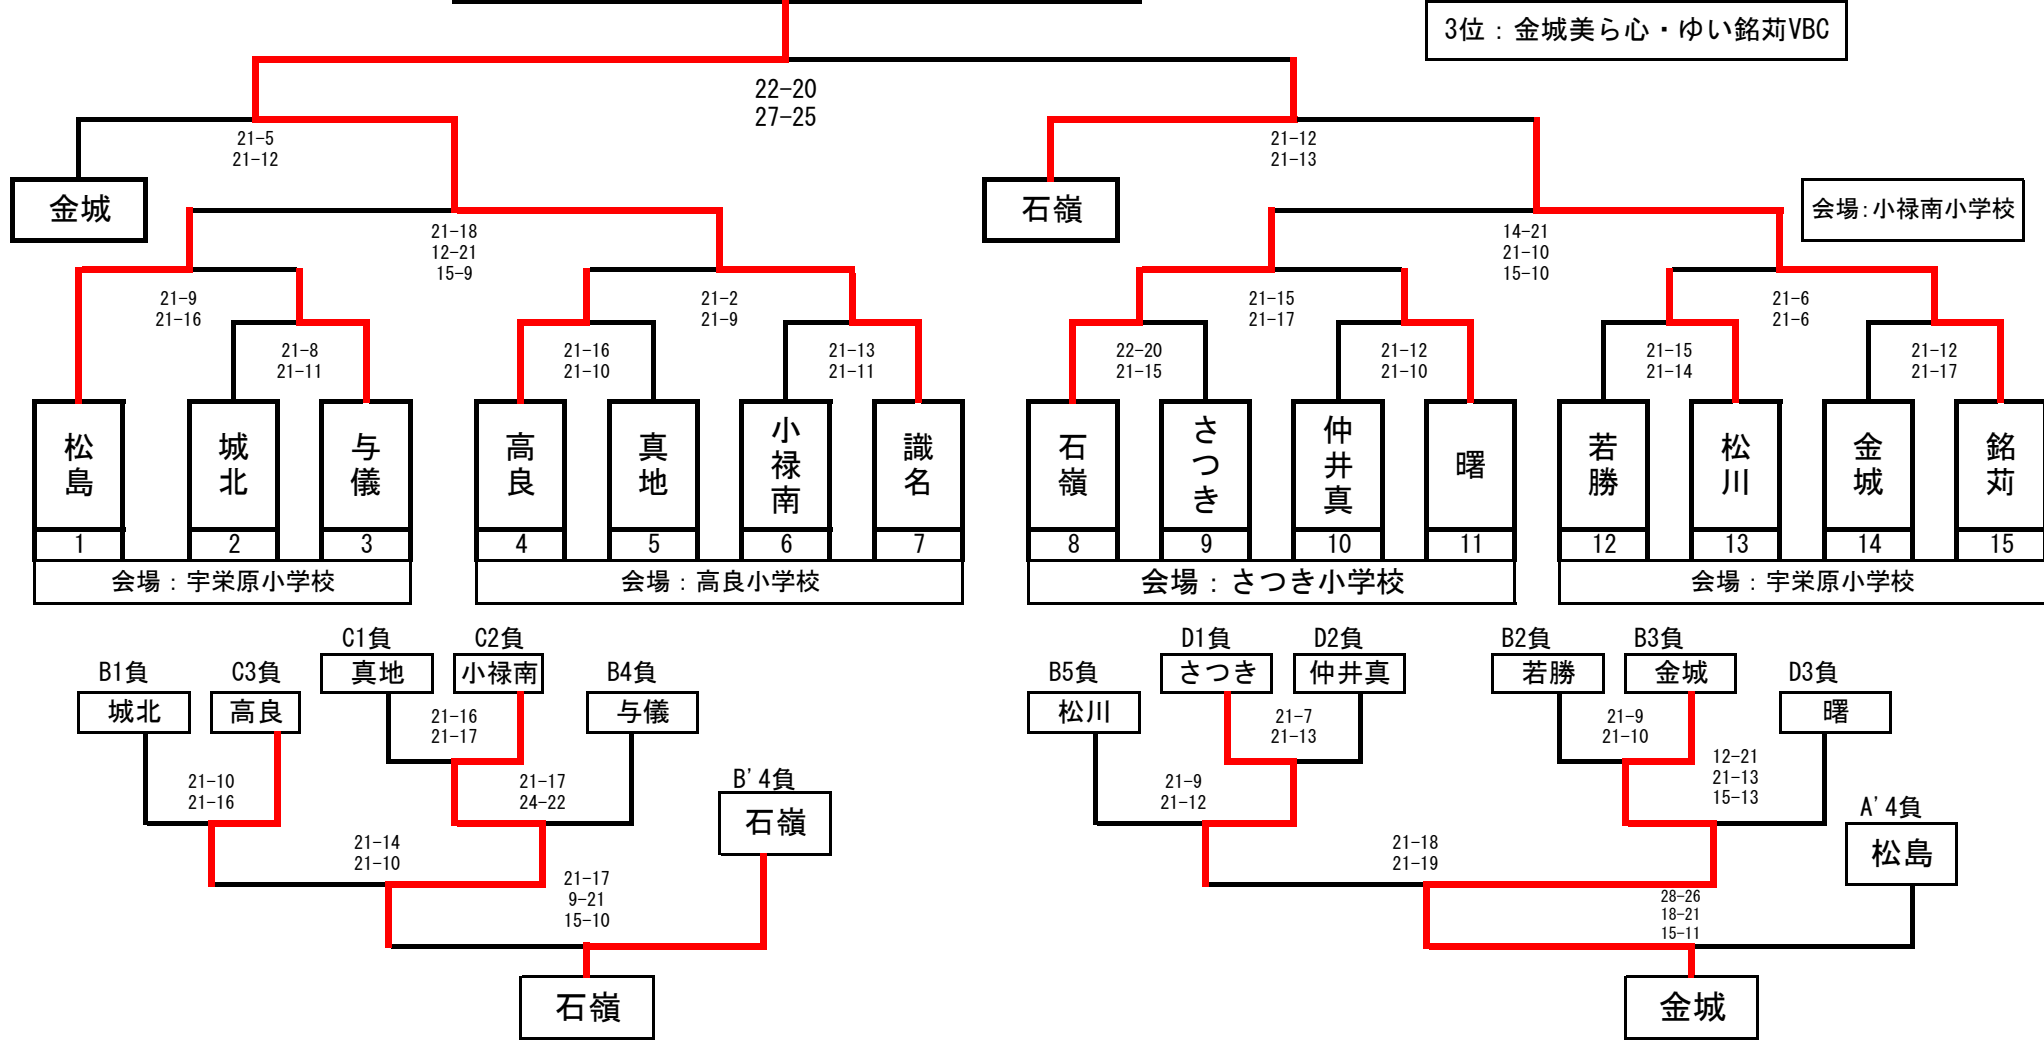 3位：金城美ら心・ゆい銘苅VBC
22-20
27-25
21-5
21-12
21-12
21-13
金城
石嶺
会場：小禄南小学校
21-18
12-21
15-9
14-21
21-10
15-10
21-9
21-16
21-2
21-9
21-15
21-17
21-6
21-6
21-8
21-11
21-16
21-10
21-13
21-11
22-20
21-15
21-12
21-10
21-15
21-14
21-12
21-17
松島
城北
与儀
高良
真地
小禄南
識名
石嶺
さつき
仲井真
曙
若勝
松川
金城
銘苅
1
2
3
4
5
6
7
8
9
10
11
12
13
14
15
会場：宇栄原小学校
会場：高良小学校
会場：さつき小学校
会場：宇栄原小学校
C1負
C2負
D1負
D2負
B2負
B3負
B1負
C3負
真地
小禄南
B4負
B5負
さつき
仲井真
若勝
金城
D3負
城北
高良
与儀
松川
曙
21-16
21-17
21-7
21-13
21-9
21-10
21-10
21-16
21-17
24-22
B'4負
21-9
21-12
12-21
21-13
15-13
石嶺
A'4負
21-14
21-10
21-18
21-19
松島
21-17
9-21
15-10
28-26
18-21
15-11
石嶺
金城